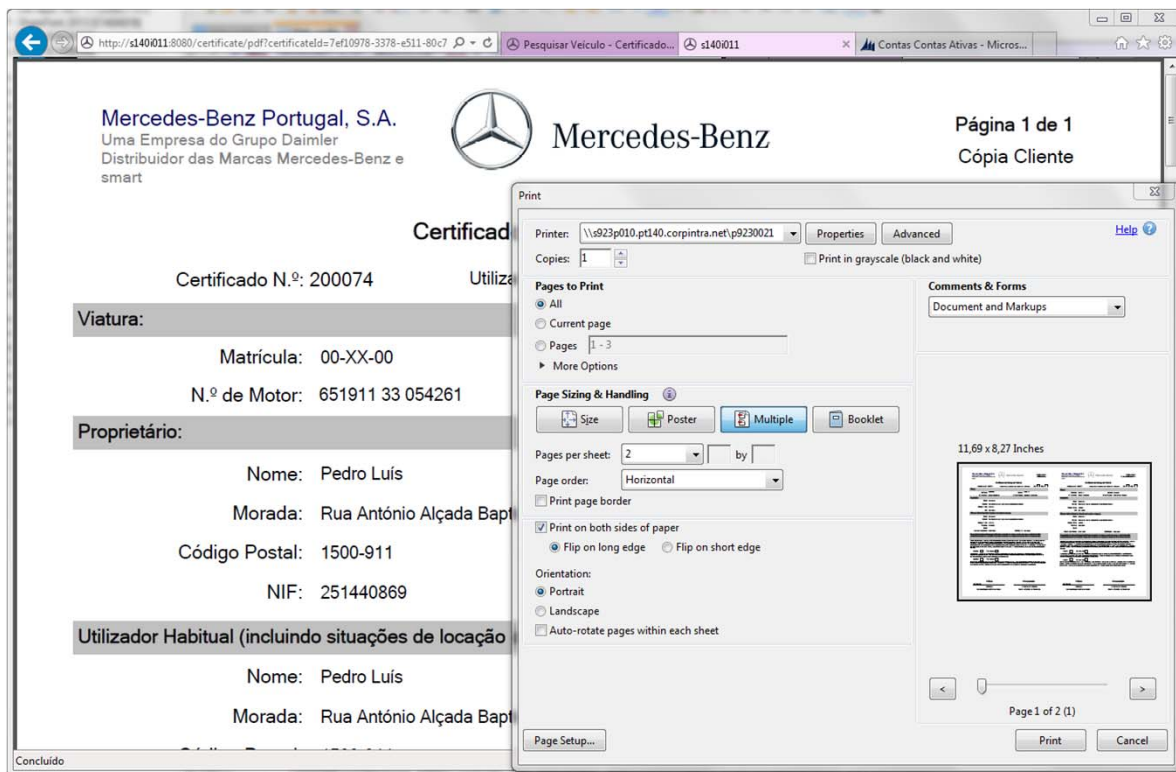 http://s140i011:8080/certificate/pdf?certificateId=7ef10978-3378-e511-80c7
Pesquisar Veículo - Certificado...
s140i011
Contas Contas Ativas - Micros...
Mercedes-Benz Portugal, S.A.
Uma Empresa do Grupo Daimler
Distribuidor das Marcas Mercedes-Benz e
smart
Mercedes-Benz
Página 1 de 1
Cópia Cliente
Certificad
Certificado N.º: 200074
Utiliza
Viatura:
Matrícula: 00-XX-00
N.º de Motor: 651911 33 054261
Proprietário:
Nome: Pedro Luís
Morada: Rua António Alçada Bapt
Código Postal: 1500-911
NIF: 251440869
Utilizador Habitual (incluindo situações de locação
Nome: Pedro Luís
Morada: Rua António Alçada Bapt
Concluído
Print
Printer: \\s923p010.pt140.corpintra.net\p9230021
Properties
Advanced
Help
Copies: 1
Print in grayscale (black and white)
Pages to Print
All
Current page
Pages 1 - 3
More Options
Comments & Forms
Document and Markups
Page Sizing & Handling
Size
Poster
Multiple
Booklet
Pages per sheet: 2 by
Page order: Horizontal
Print page border
Print on both sides of paper
Flip on long edge
Flip on short edge
Orientation:
Portrait
Landscape
Auto-rotate pages within each sheet
11,69 x 8,27 Inches
<
>
Page 1 of 2 (1)
Page Setup...
Print
Cancel